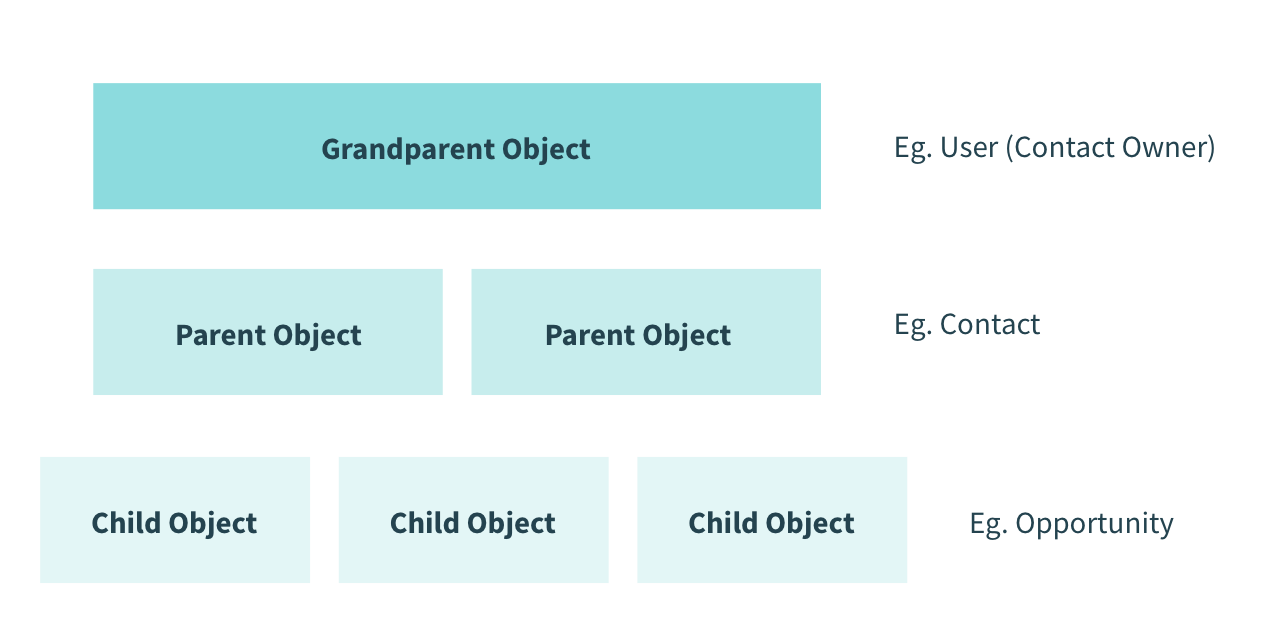 Grandparent Object
Eg. User (Contact Owner)
Parent Object
Parent Object
Eg. Contact
Child Object
Child Object
Child Object
Eg. Opportunity